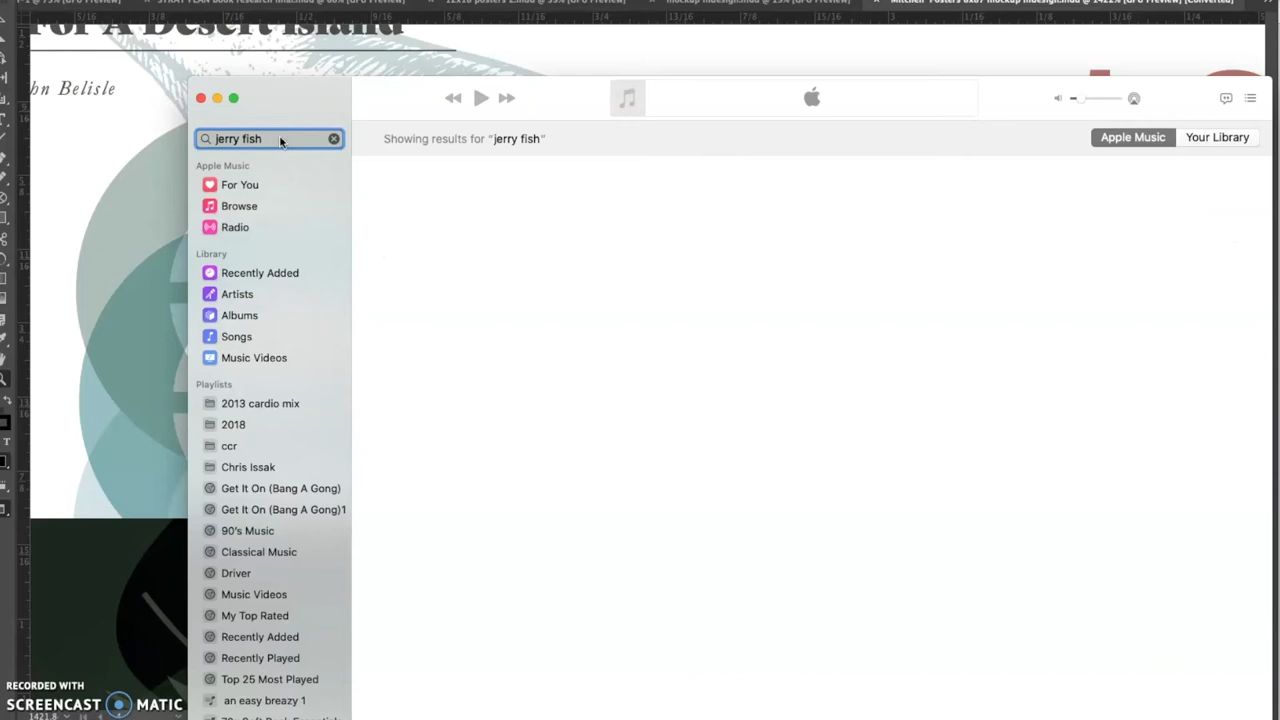 For A Desert Island
hn Belisle
jerry fish
Showing results for “jerry fish”
Apple Music
Your Library
Apple Music
For You
Browse
Radio
Library
Recently Added
Artists
Albums
Songs
Music Videos
Playlists
2013 cardio mix
2018
ccr
Chris Issak
Get It On (Bang A Gong)
Get It On (Bang A Gong)1
90's Music
Classical Music
Driver
Music Videos
My Top Rated
Recently Added
Recently Played
Top 25 Most Played
an easy breazy 1
RECORDED WITH
SCREENCAST MATIC